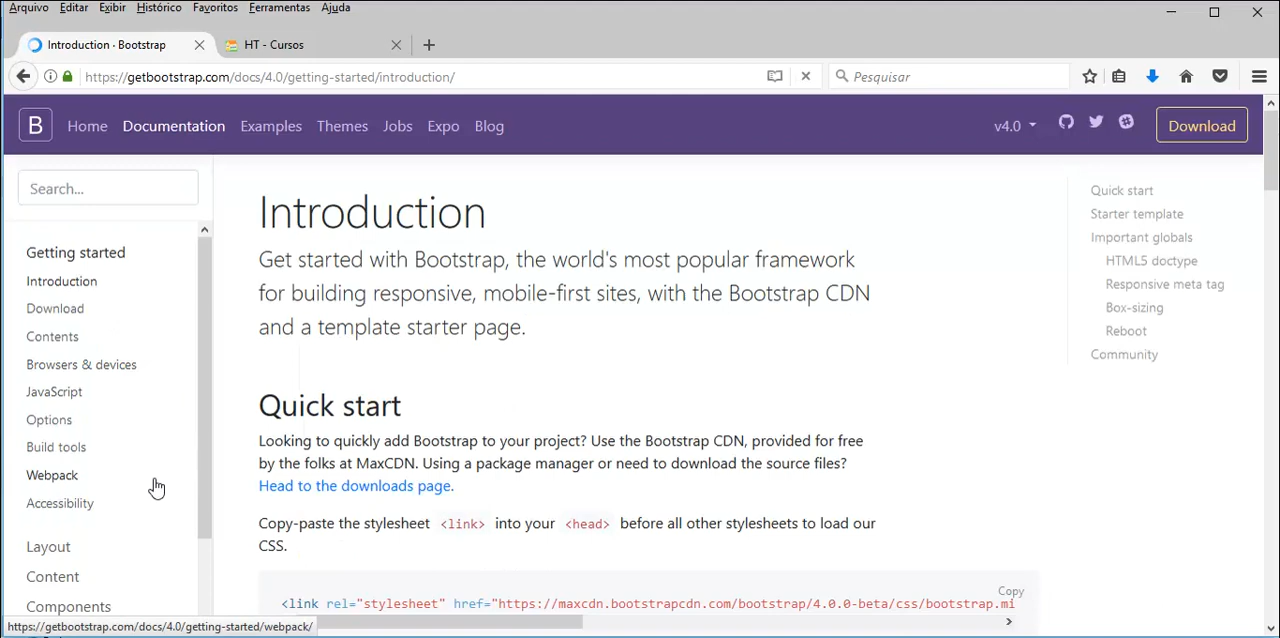 Arquivo Editar Exibir Histórico Favoritos Ferramentas Ajuda
Introduction · Bootstrap
HT - Cursos
https://getbootstrap.com/docs/4.0/getting-started/introduction/
Pesquisar
B Home Documentation Examples Themes Jobs Expo Blog v4.0 Download
Search...
Getting started
Introduction
Download
Contents
Browsers & devices
JavaScript
Options
Build tools
Webpack
Accessibility
Layout
Content
Components
Introduction
Get started with Bootstrap, the world's most popular framework
for building responsive, mobile-first sites, with the Bootstrap CDN
and a template starter page.
Quick start
Looking to quickly add Bootstrap to your project? Use the Bootstrap CDN, provided for free
by the folks at MaxCDN. Using a package manager or need to download the source files?
Head to the downloads page.
Copy-paste the stylesheet <link> into your <head> before all other stylesheets to load our
CSS.
Copy
<link rel="stylesheet" href="https://maxcdn.bootstrapcdn.com/bootstrap/4.0.0-beta/css/bootstrap.mi
Quick start
Starter template
Important globals
HTML5 doctype
Responsive meta tag
Box-sizing
Reboot
Community
https://getbootstrap.com/docs/4.0/getting-started/webpack/